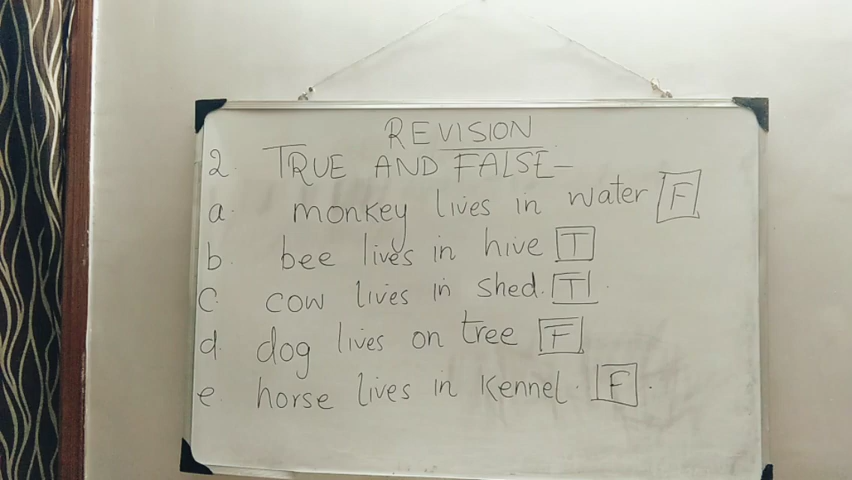 REVISION
2. TRUE AND FALSE-
a. monkey lives in water F
b. bee lives in hive T
c. cow lives in shed. T.
d. dog lives on tree F
e. horse lives in kennel. F.